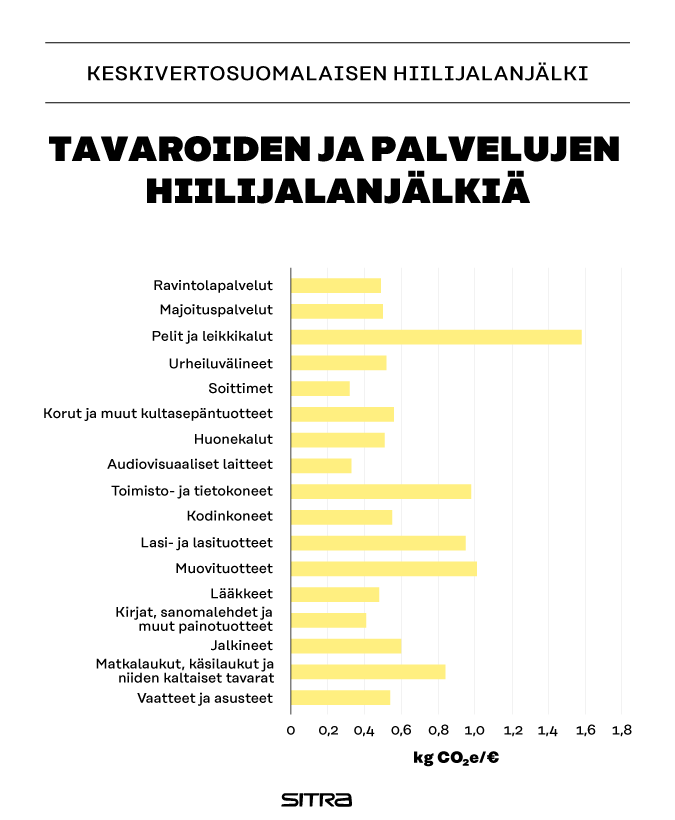 KESKIVERTOSUOMALAISEN HIILIJALANJÄLKI
TAVAROIDEN JA PALVELUJEN
HIILIJALANJÄLKIÄ
Ravintolapalvelut
Majoituspalvelut
Pelit ja leikkikalut
Urheiluvälineet
Soittimet
Korut ja muut kultasepäntuotteet
Huonekalut
Audiovisuaaliset laitteet
Toimisto- ja tietokoneet
Kodinkoneet
Lasi- ja lasituotteet
Muovituotteet
Lääkkeet
Kirjat, sanomalehdet ja
muut painotuotteet
Jalkineet
Matkalaukut, käsilaukut ja
niiden kaltaiset tavarat
Vaatteet ja asusteet
0 0,2 0,4 0,6 0,8 1,0 1,2 1,4 1,6 1,8
kg CO₂e/€
SITRA